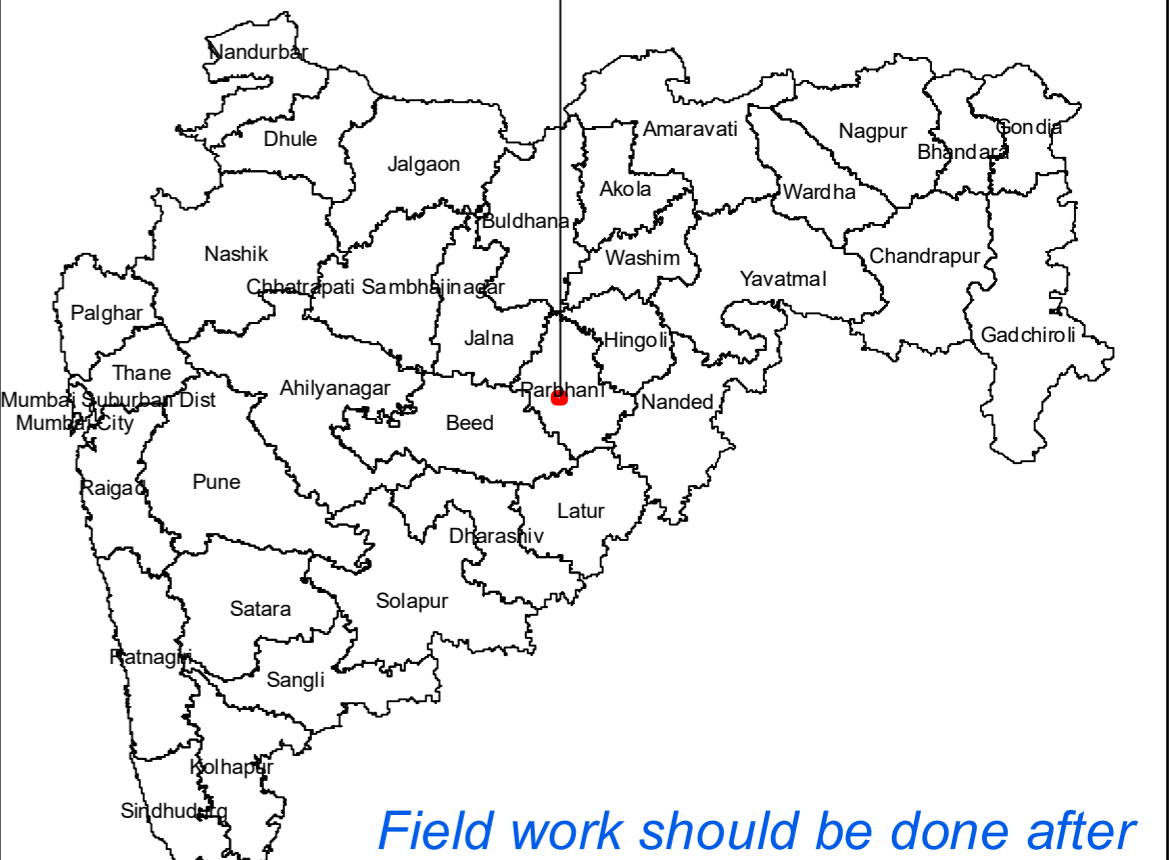 Nandurbar
Dhule
Jalgaon
Amaravati
Nagpur
Gondia
Bhandara
Akola
Wardha
Buldhana
Nashik
Washim
Chandrapur
Chhatrapati Sambhajinagar
Yavatmal
Palghar
Jalna
Hingoli
Gadchiroli
Thane
Ahilyanagar
Parbhani
Mumbai Suburban Dist
Nanded
Mumbai City
Beed
Raigad
Pune
Latur
Dharashiv
Satara
Solapur
Ratnagiri
Sangli
Kolhapur
Sindhudurg
Field work should be done after